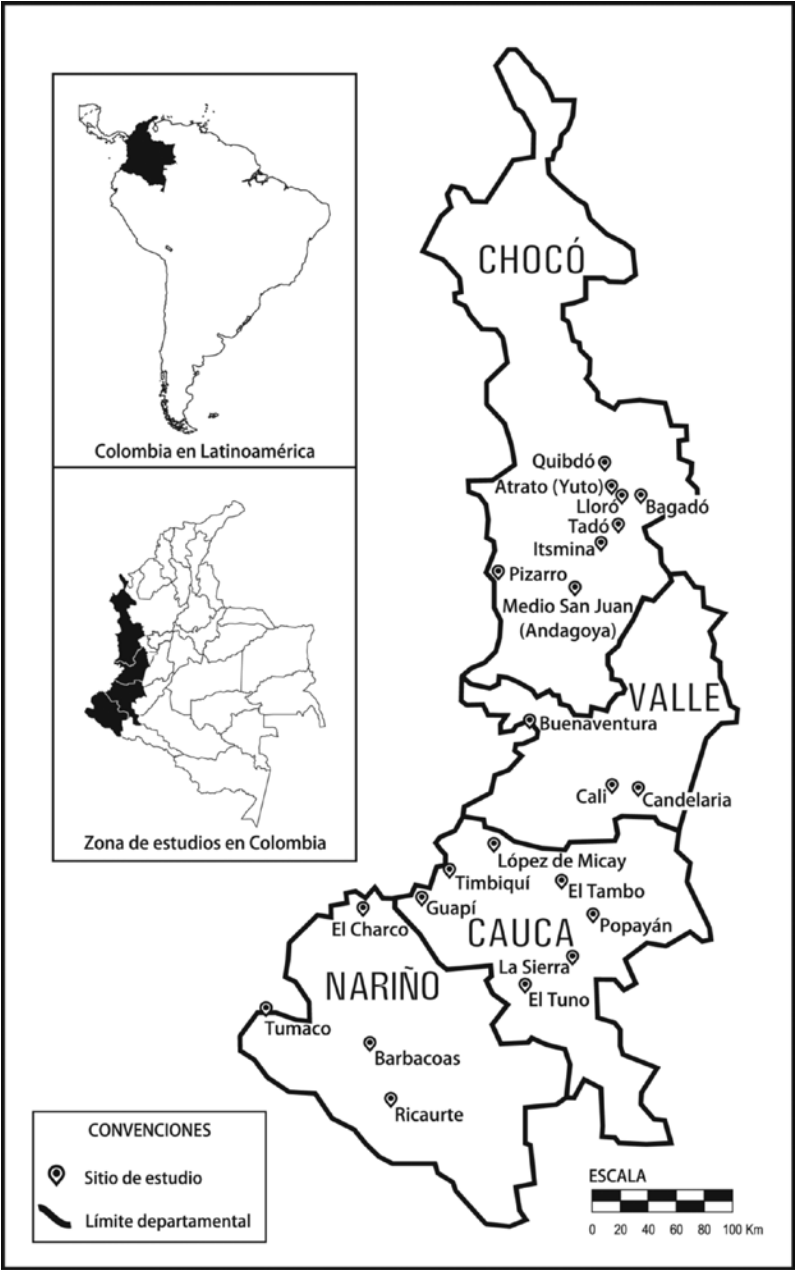 Colombia en Latinoamérica
Zona de estudios en Colombia
CHOCÓ
Quibdó
Atrato (Yuto)
Lloró
Bagadó
Tadó
Itsmina
Pizarro
Medio San Juan
(Andagoya)
VALLE
Buenaventura
Cali
Candelaria
López de Micay
Timbiquí
El Tambo
Guapí
Popayán
El Charco
CAUCA
La Sierra
NARIÑO
El Tuno
Tumaco
Barbacoas
Ricaurte
CONVENCIONES
Sitio de estudio
Límite departamental
ESCALA
0 20 40 60 80 100 Km